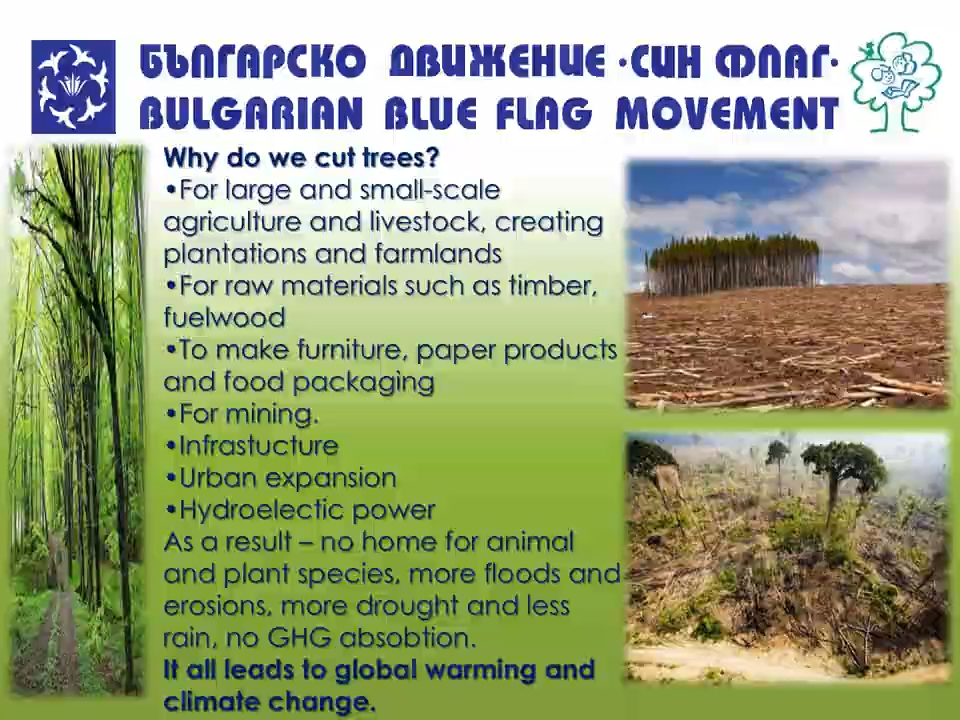 БЪЛГАРСКО ДВИЖЕНИЕ ·СИН ФЛАГ·
BULGARIAN BLUE FLAG MOVEMENT
Why do we cut trees?
•For large and small-scale
agriculture and livestock, creating
plantations and farmlands
•For raw materials such as timber,
fuelwood
•To make furniture, paper products
and food packaging
•For mining.
•Infrastucture
•Urban expansion
•Hydroelectic power
As a result – no home for animal
and plant species, more floods and
erosions, more drought and less
rain, no GHG absobtion.
It all leads to global warming and
climate change.